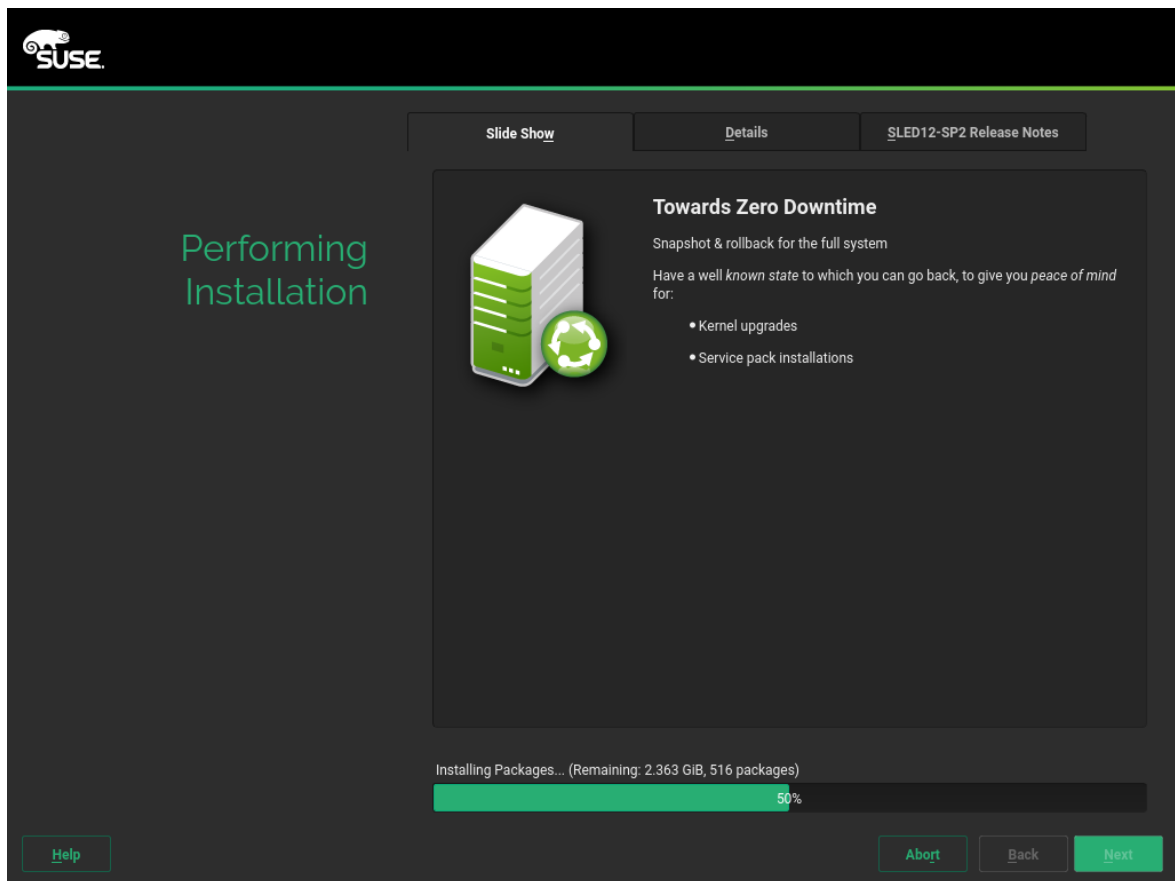 SUSE.
Slide Show
Details
SLED12-SP2 Release Notes
Performing
Installation
Towards Zero Downtime
Snapshot & rollback for the full system
Have a well known state to which you can go back, to give you peace of mind
for:
• Kernel upgrades
• Service pack installations
Installing Packages... (Remaining: 2.363 GiB, 516 packages)
50%
Help
Abort
Back
Next